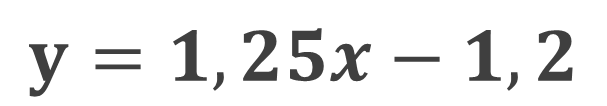 y = 1,25x − 1,2